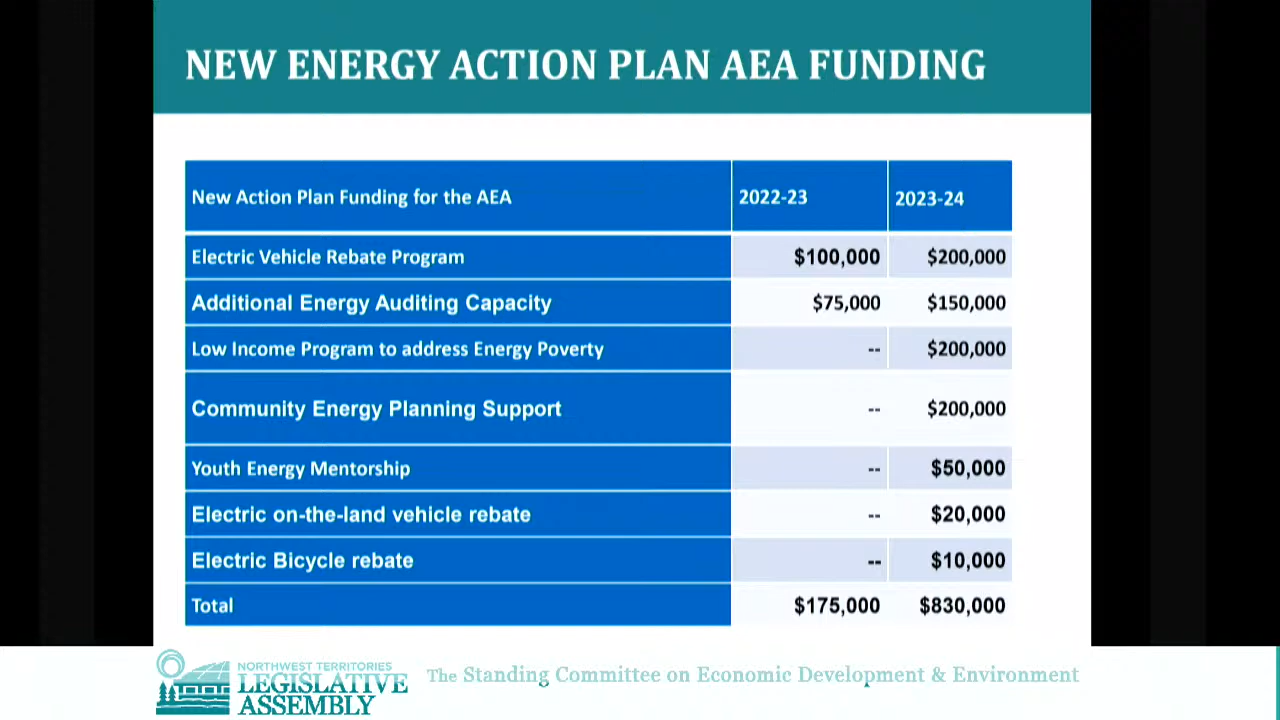 NEW ENERGY ACTION PLAN AEA FUNDING
New Action Plan Funding for the AEA 2022-23 2023-24
Electric Vehicle Rebate Program $100,000 $200,000
Additional Energy Auditing Capacity $75,000 $150,000
Low Income Program to address Energy Poverty -- $200,000
Community Energy Planning Support -- $200,000
Youth Energy Mentorship -- $50,000
Electric on-the-land vehicle rebate -- $20,000
Electric Bicycle rebate -- $10,000
Total $175,000 $830,000
NORTHWEST TERRITORIES
LEGISLATIVE
ASSEMBLY
The Standing Committee on Economic Development & Environment